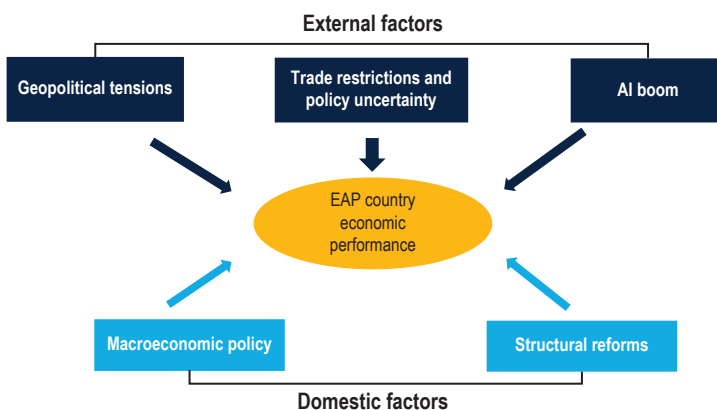 External factors
Geopolitical tensions
Trade restrictions and
policy uncertainty
AI boom
EAP country
economic
performance
Macroeconomic policy
Structural reforms
Domestic factors